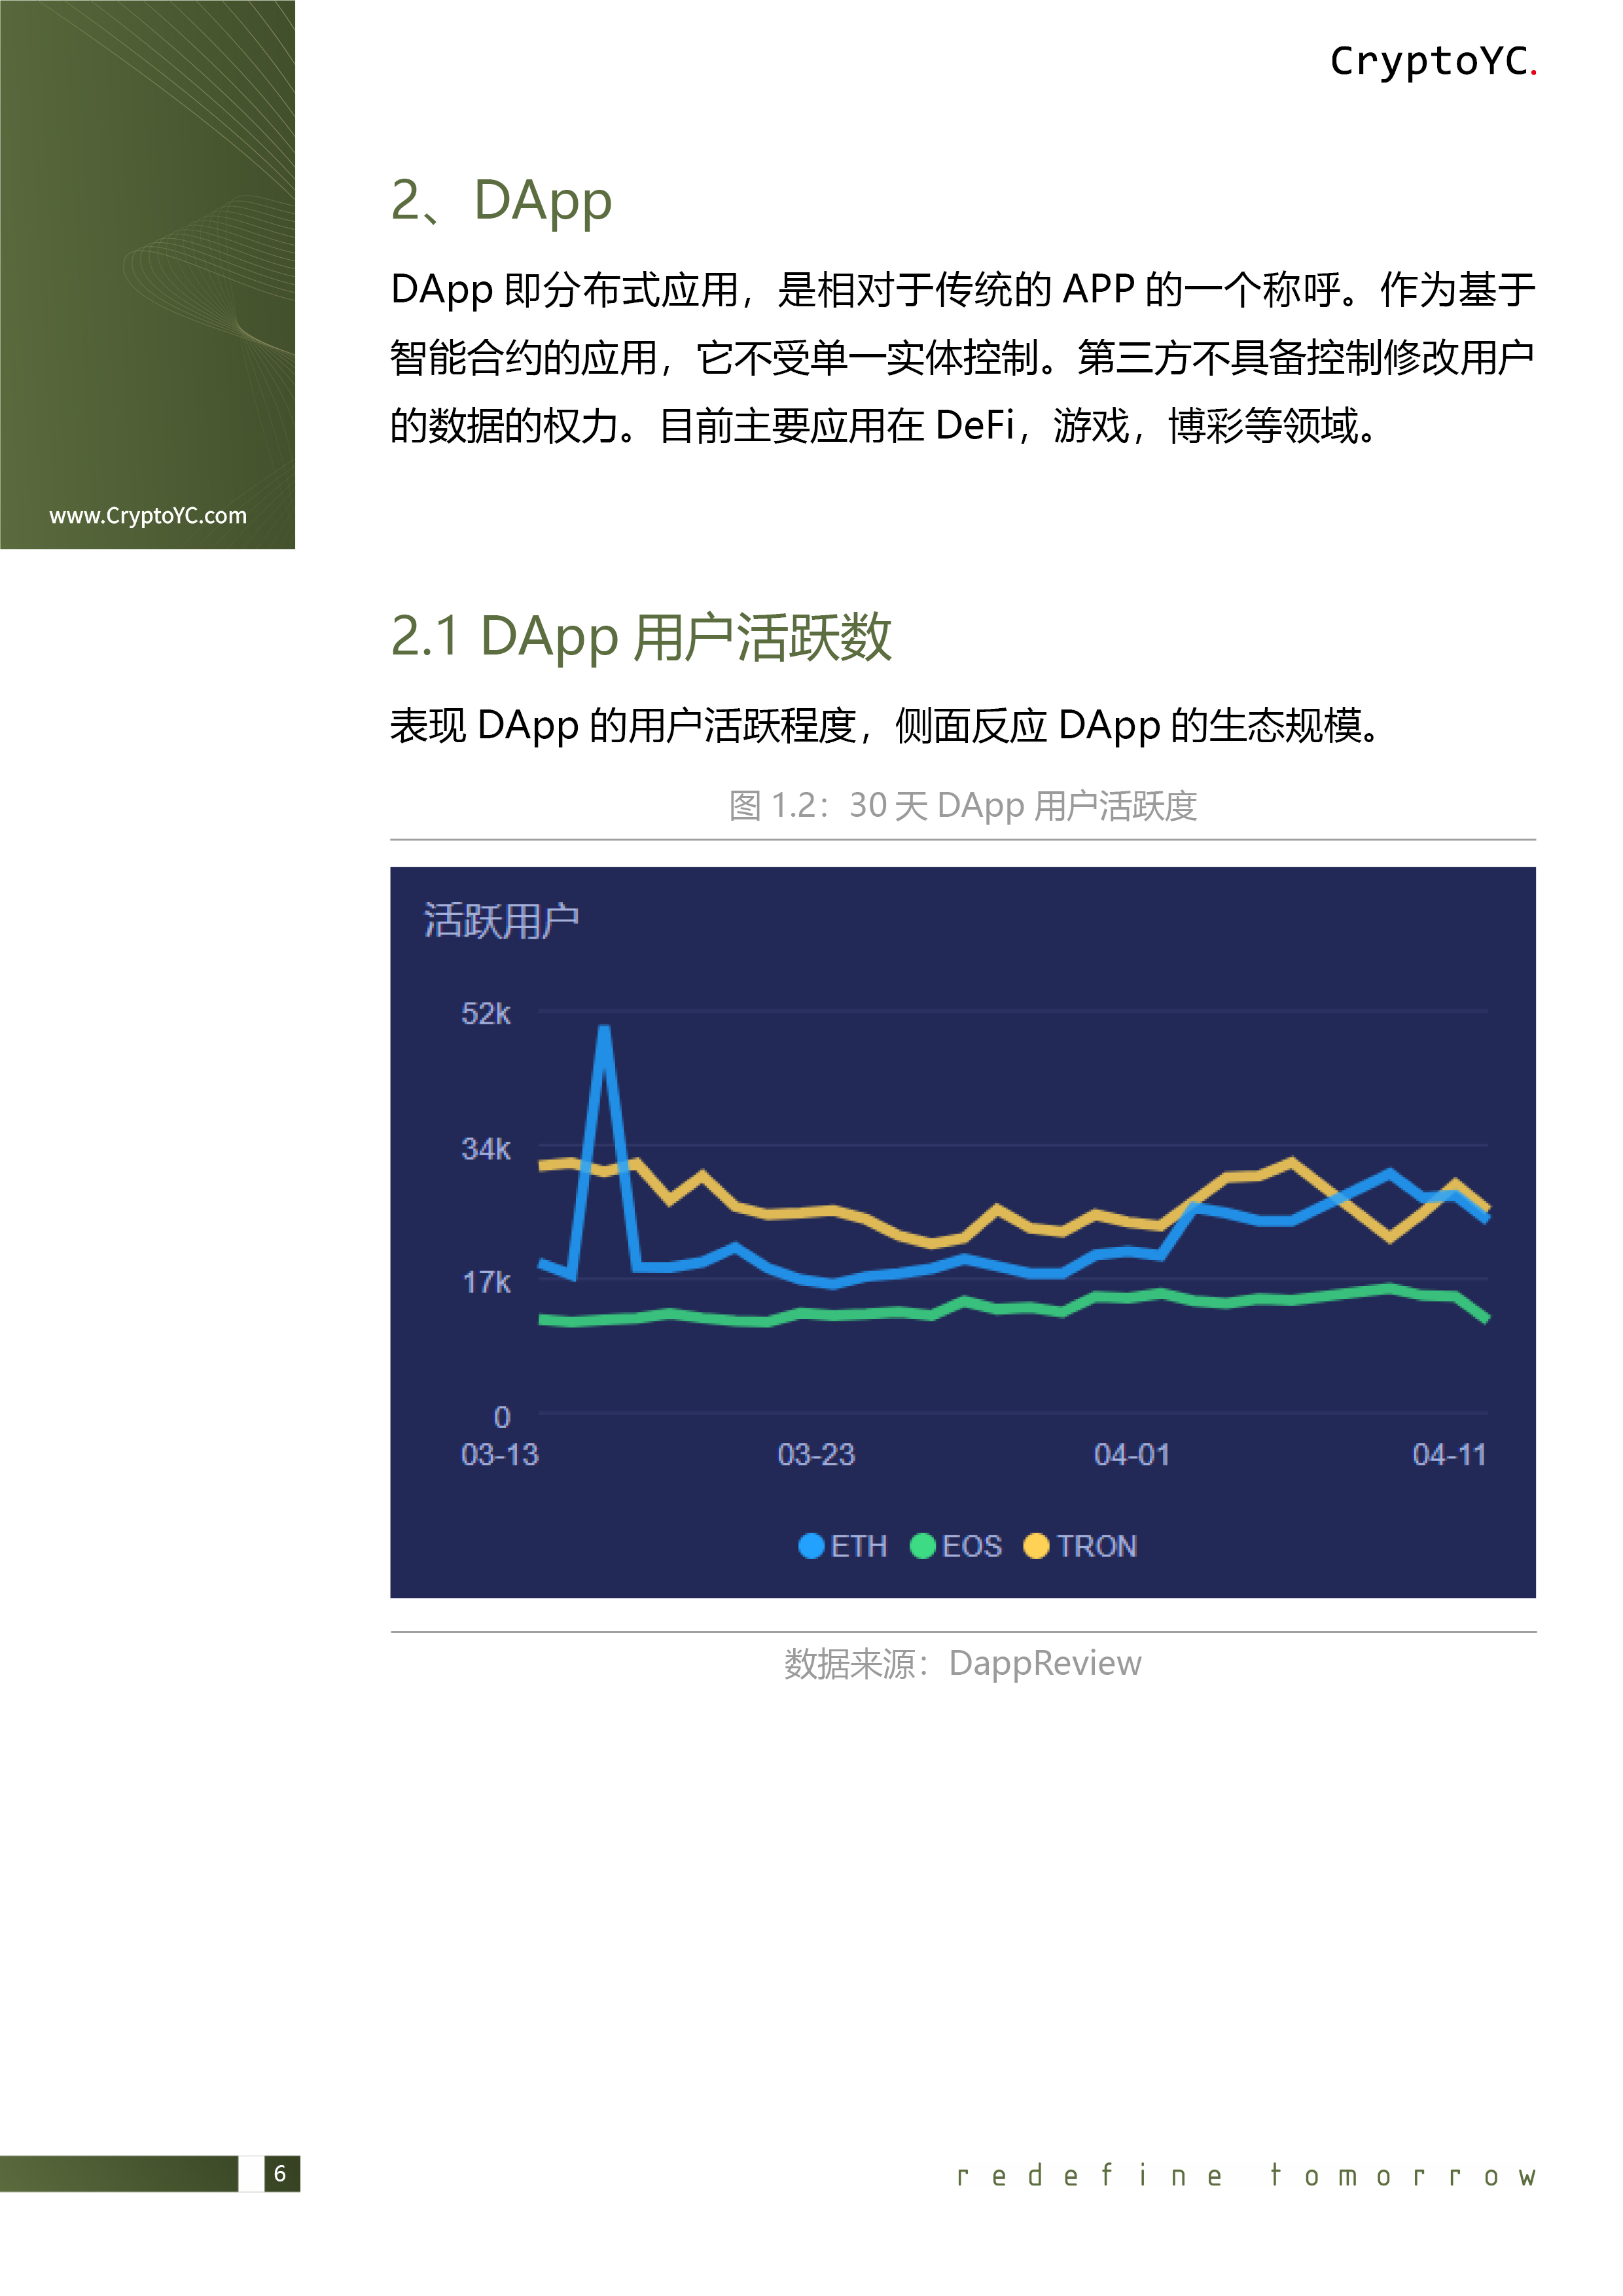 CryptoYC.
www.CryptoYC.com
2、DApp
DApp 即分布式应用，是相对于传统的 APP 的一个称呼。作为基于
智能合约的应用，它不受单一实体控制。第三方不具备控制修改用户
的数据的权力。目前主要应用在 DeFi，游戏，博彩等领域。
2.1 DApp 用户活跃数
表现 DApp 的用户活跃程度，侧面反应 DApp 的生态规模。
图 1.2：30 天 DApp 用户活跃度
活跃用户
52k
34k
17k
0
03-13 03-23 04-01 04-11
ETH EOS TRON
数据来源：DappReview
6
redefine tomorrow